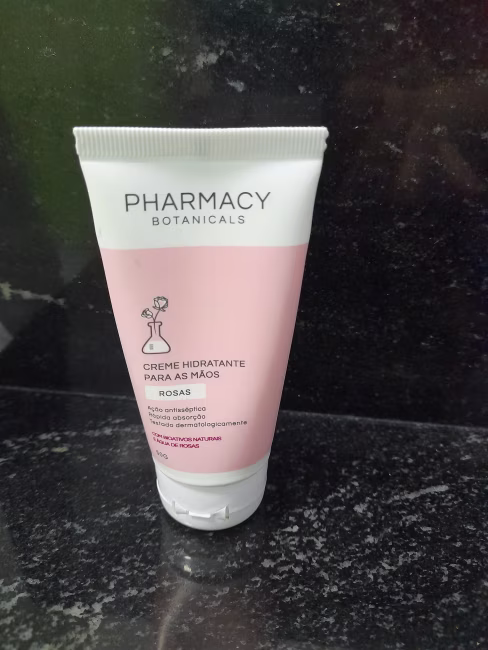 PHARMACY
BOTANICALS
CREME HIDRATANTE
PARA AS MÃOS
ROSAS
Ação antisséptica
Rápida absorção
Testado dermatologicamente
COM BIOATIVOS NATURAIS
E ÁGUA DE ROSAS